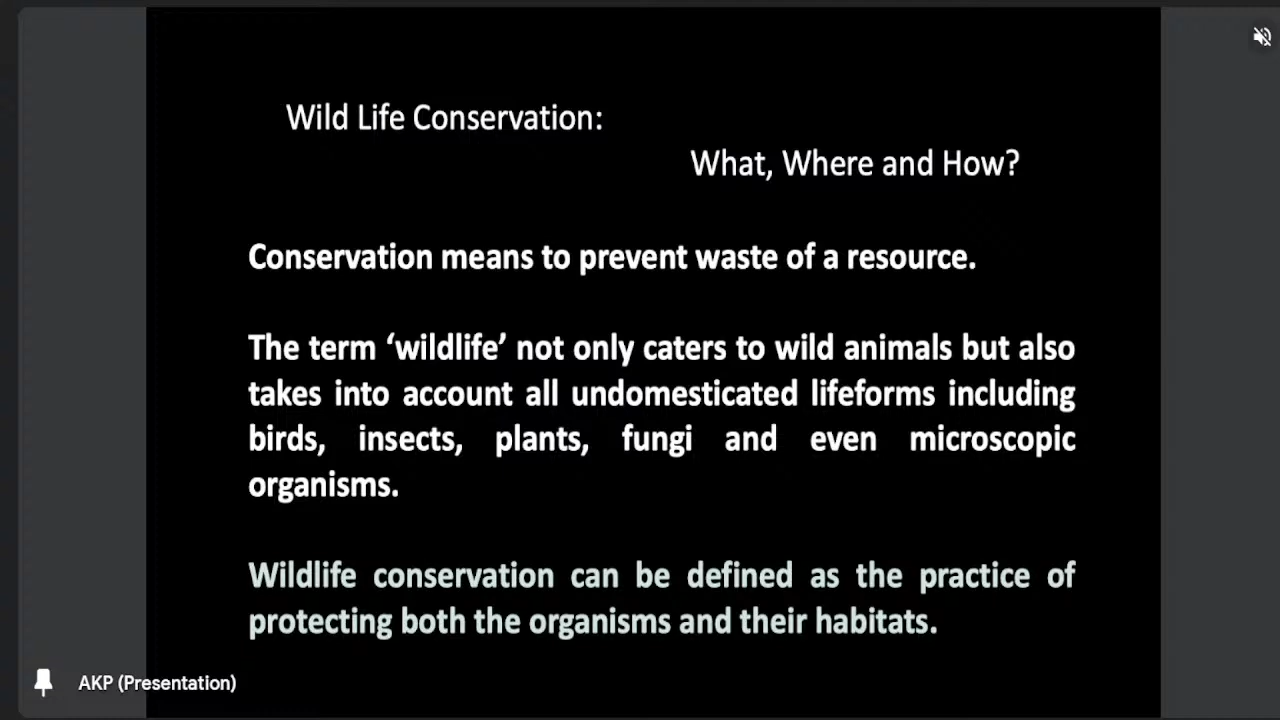 Wild Life Conservation:
What, Where and How?
Conservation means to prevent waste of a resource.
The term ‘wildlife’ not only caters to wild animals but also
takes into account all undomesticated lifeforms including
birds, insects, plants, fungi and even microscopic
organisms.
Wildlife conservation can be defined as the practice of
protecting both the organisms and their habitats.
AKP (Presentation)